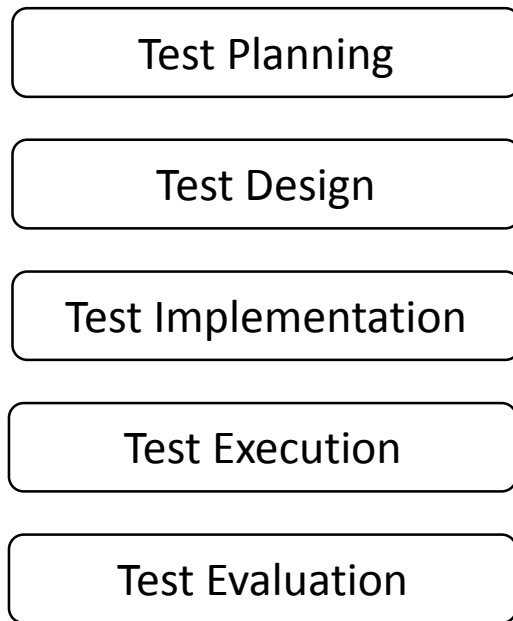 Test Planning
Test Design
Test Implementation
Test Execution
Test Evaluation